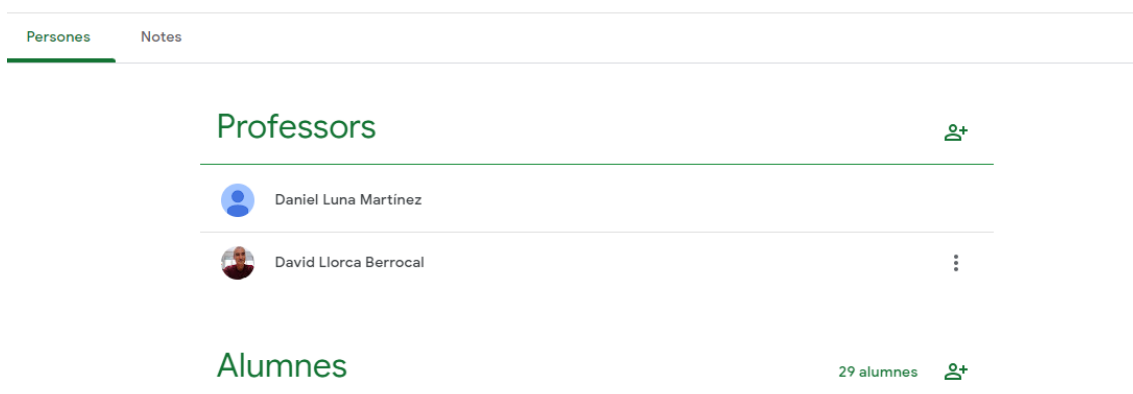 Persones Notes
Professors
Daniel Luna Martínez
David Llorca Berrocal
Alumnes 29 alumnes